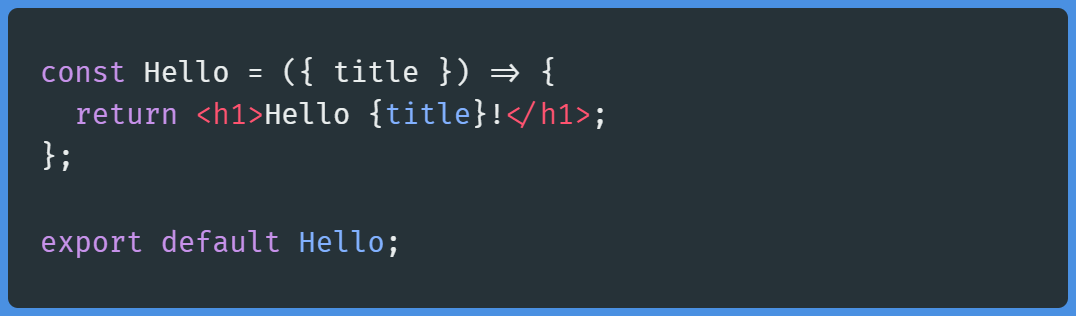 const Hello = ({ title }) => {
  return <h1>Hello {title}!</h1>;
};

export default Hello;